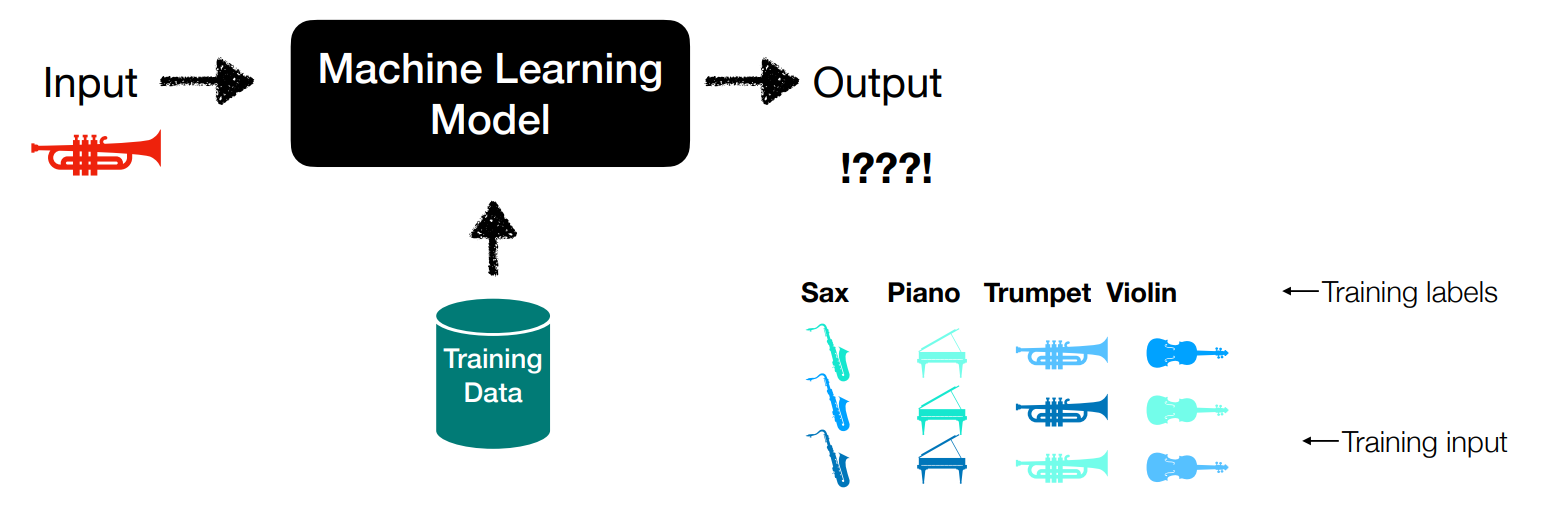 Input
Machine Learning
Model
Output
!???!
Training
Data
Sax Piano Trumpet Violin
Training labels
Training input